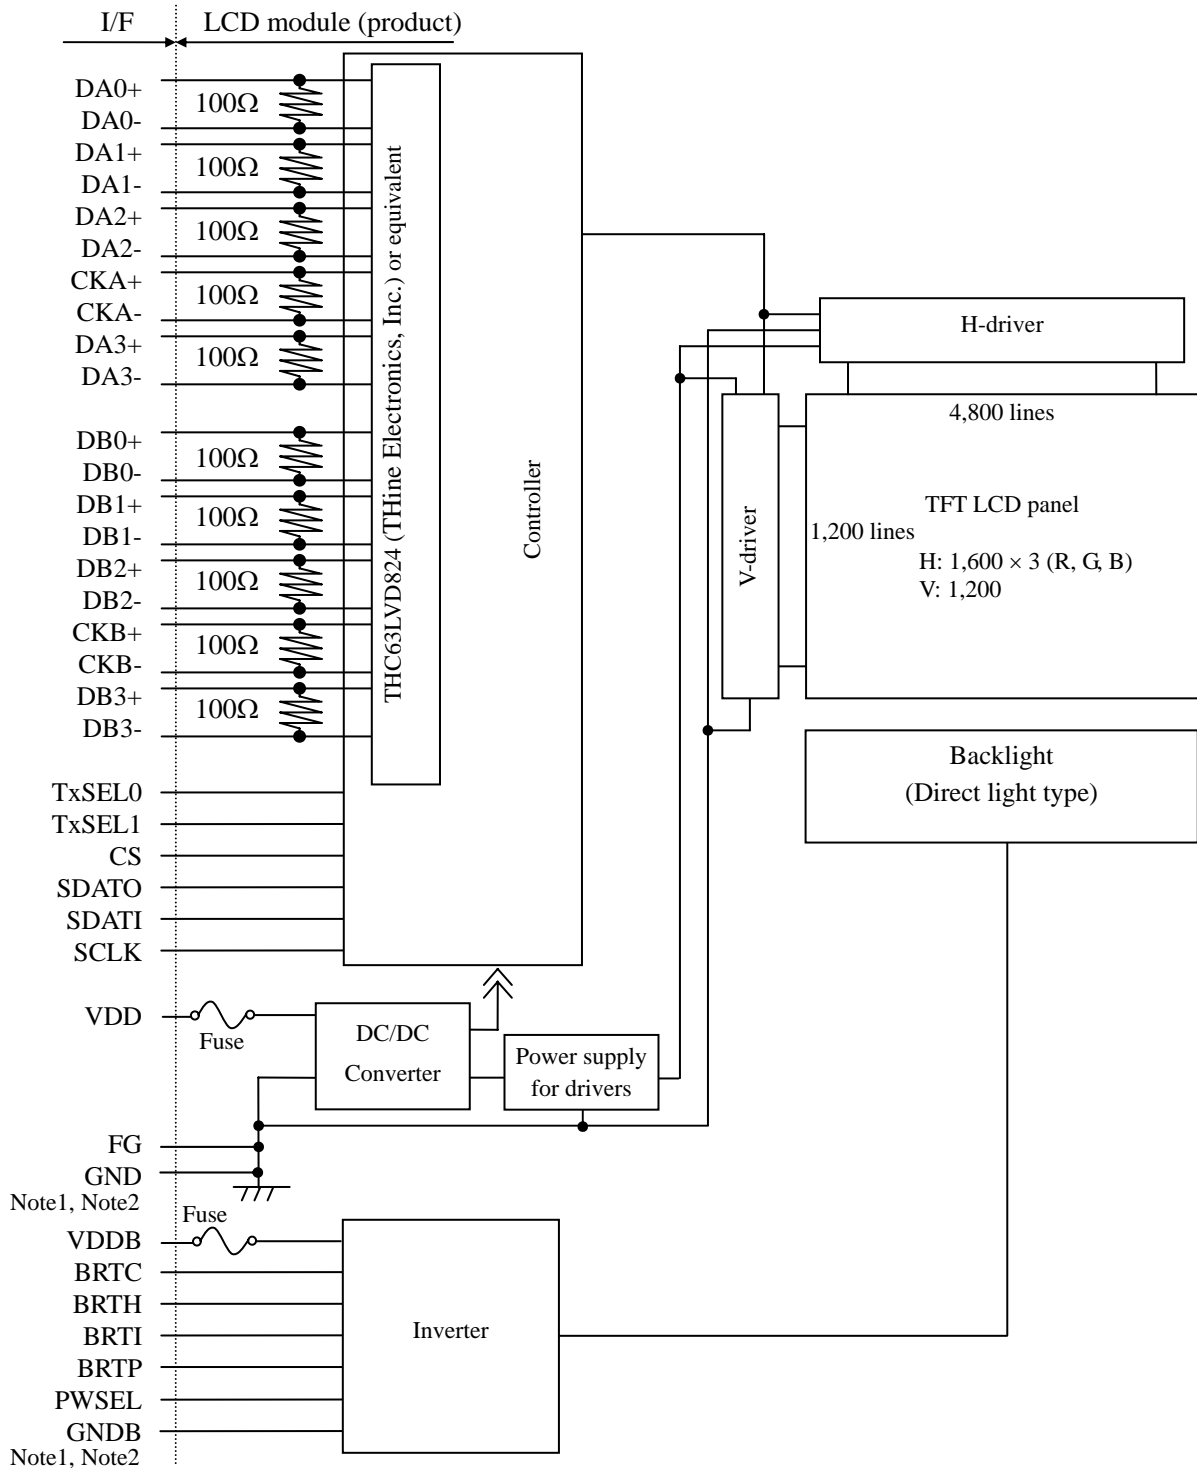 I/F
LCD module (product)
DA0+
100Ω
DA0-
DA1+
100Ω
DA1-
DA2+
100Ω
DA2-
CKA+
100Ω
CKA-
DA3+
100Ω
DA3-
DB0+
100Ω
DB0-
DB1+
100Ω
DB1-
DB2+
100Ω
DB2-
CKB+
100Ω
CKB-
DB3+
100Ω
DB3-
THC63LVD824 (THine Electronics, Inc.) or equivalent
Controller
TxSEL0
TxSEL1
CS
SDATO
SDATI
SCLK
H-driver
V-driver
4,800 lines
1,200 lines
TFT LCD panel
H: 1,600 × 3 (R, G, B)
V: 1,200
Backlight
(Direct light type)
VDD
Fuse
DC/DC
Converter
Power supply
for drivers
FG
GND
Note1, Note2
Fuse
VDDB
BRTC
BRTH
BRTI
BRTP
PWSEL
GNDB
Note1, Note2
Inverter